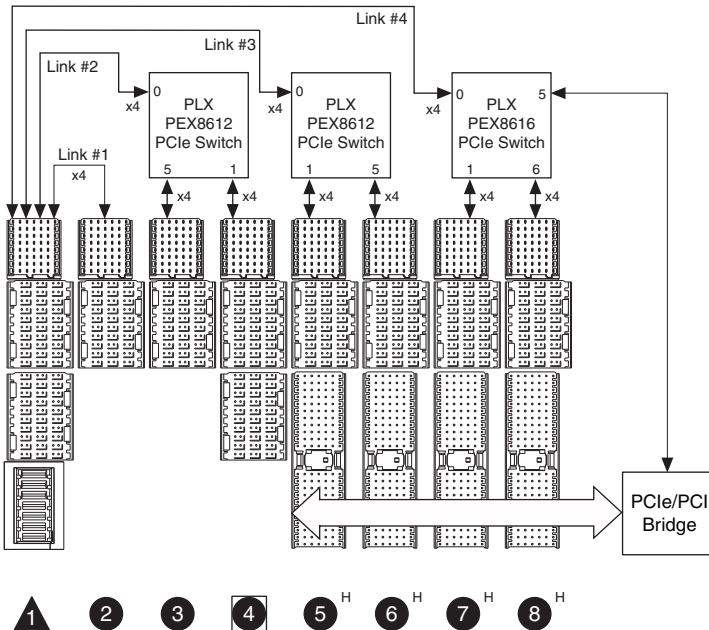 Link #4
Link #3
Link #2
Link #1
x4
x4
x4
x4
0
PLX
PEX8612
PCIe Switch
5 1
0
PLX
PEX8612
PCIe Switch
1 5
0 5
PLX
PEX8616
PCIe Switch
1 6
x4 x4 x4 x4 x4 x4
PCIe/PCI
Bridge
1 2 3 4 5 H 6 H 7 H 8 H